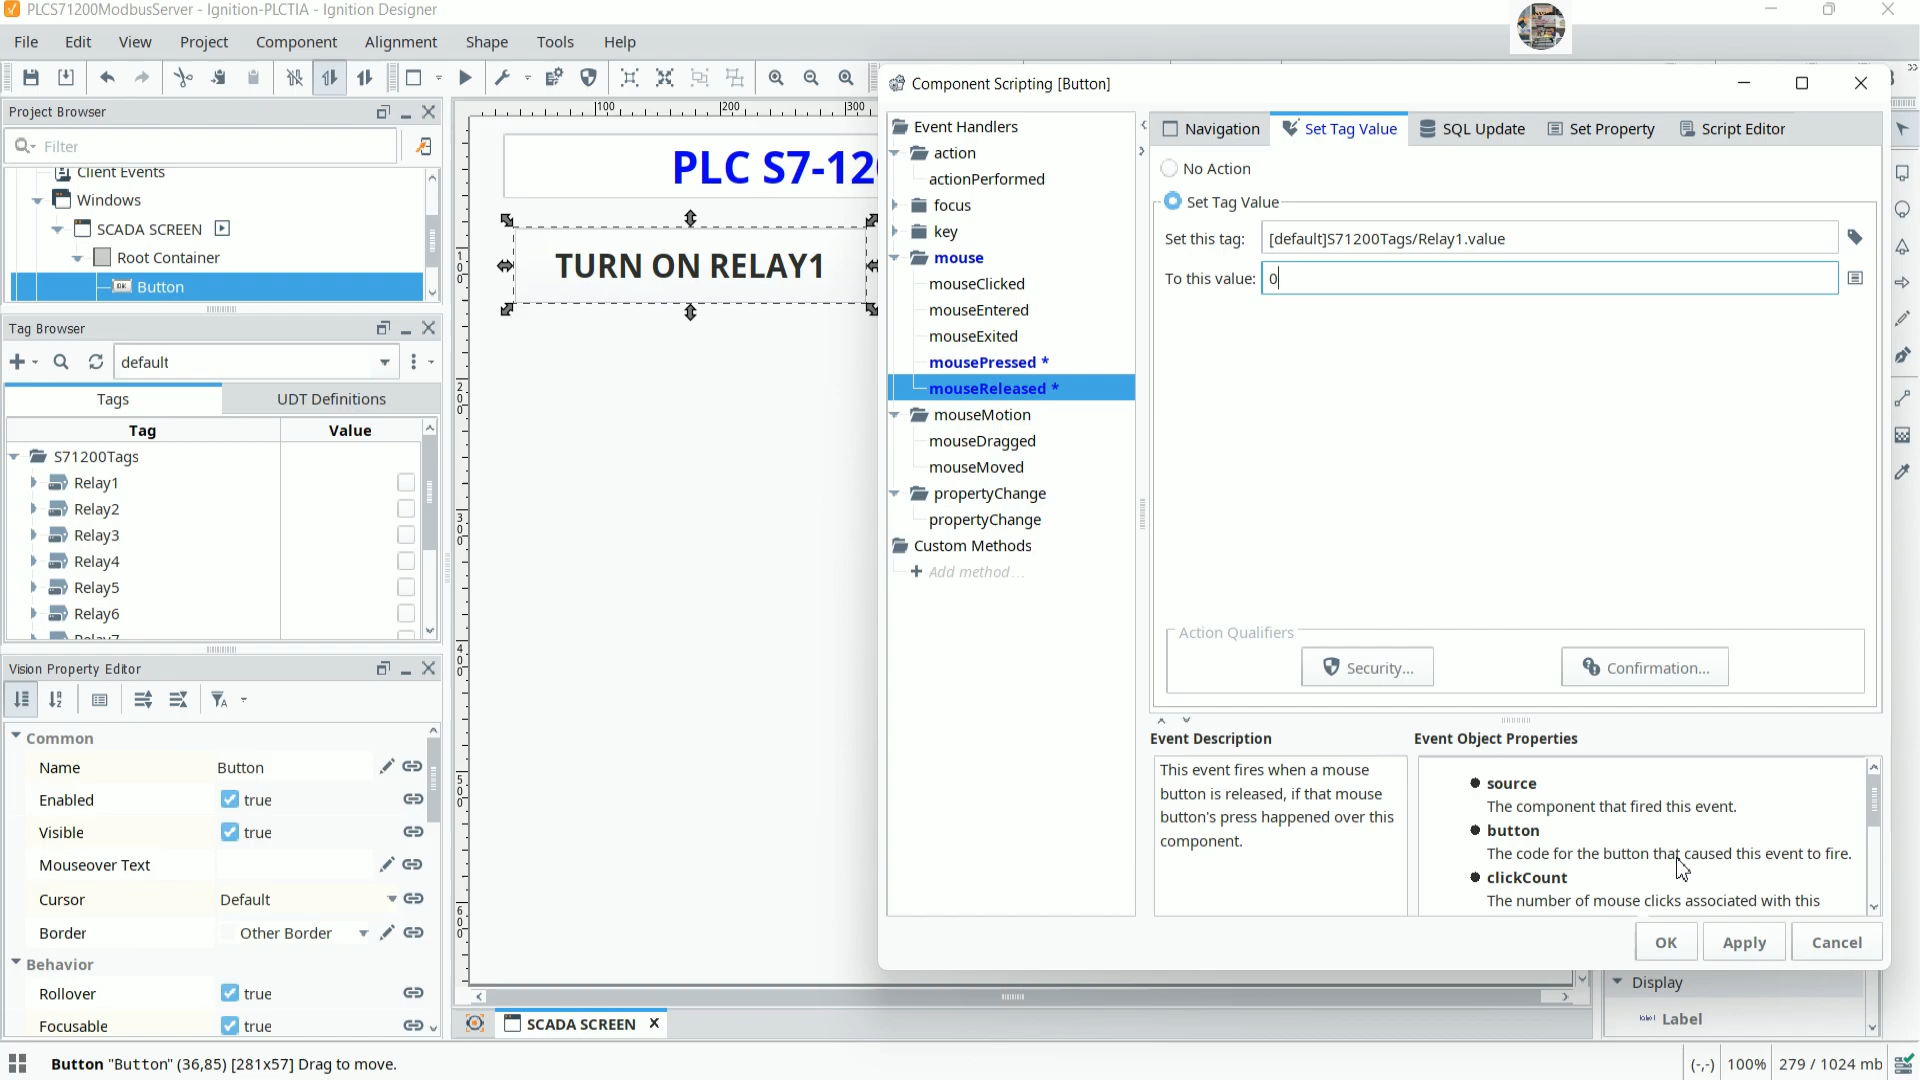 PLCS71200ModbusServer - Ignition-PLCTIA - Ignition Designer
File Edit View Project Component Alignment Shape Tools Help
Project Browser
Filter
Client Events
Windows
SCADA SCREEN
Root Container
Button
Tag Browser
default
Tags UDT Definitions
Tag Value
S71200Tags
Relay1
Relay2
Relay3
Relay4
Relay5
Relay6
Relay7
Vision Property Editor
Common
Name Button
Enabled true
Visible true
Mouseover Text
Cursor Default
Border Other Border
Behavior
Rollover true
Focusable true
100 200 300
PLC S7-120
TURN ON RELAY1
100
200
300
400
500
600
SCADA SCREEN
Component Scripting [Button]
Event Handlers
action
actionPerformed
focus
key
mouse
mouseClicked
mouseEntered
mouseExited
mousePressed *
mouseReleased *
mouseMotion
mouseDragged
mouseMoved
propertyChange
propertyChange
Custom Methods
Add method...
Navigation Set Tag Value SQL Update Set Property Script Editor
No Action
Set Tag Value
Set this tag: [default]S71200Tags/Relay1.value
To this value: 0
Action Qualifiers
Security... Confirmation...
Event Description
This event fires when a mouse
button is released, if that mouse
button's press happened over this
component.
Event Object Properties
source
The component that fired this event.
button
The code for the button that caused this event to fire.
clickCount
The number of mouse clicks associated with this
OK Apply Cancel
Display
Label
Button "Button" (36,85) [281x57] Drag to move.
(-,-) 100% 279 / 1024 mb